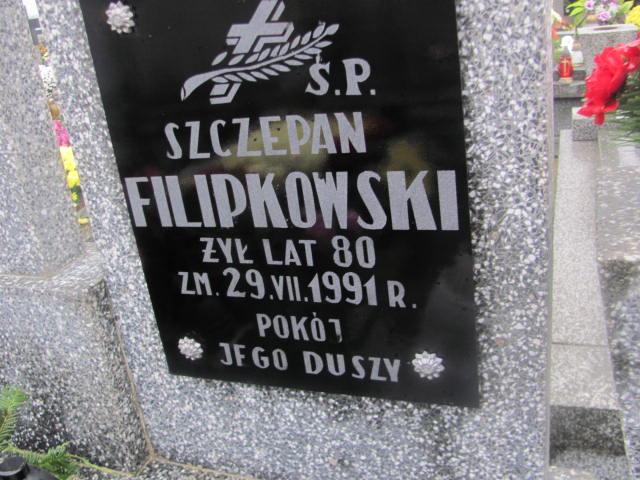 Ś.P.
SZCZEPAN
FILIPKOWSKI
ŻYŁ LAT 80
ZM. 29.VII.1991 R.
POKÓJ
JEGO DUSZY